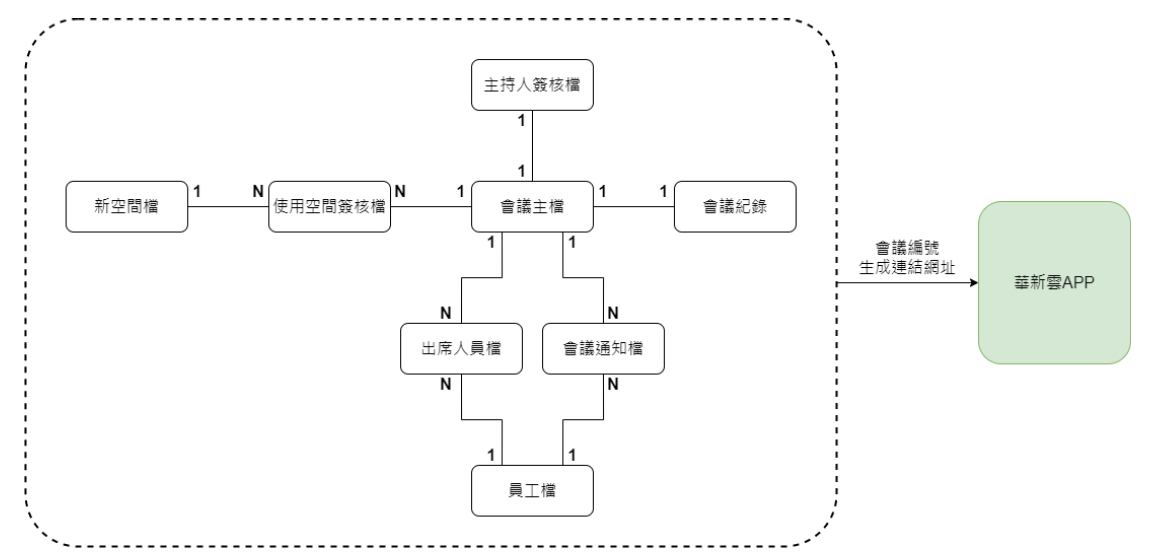 主持人簽核檔
1
1
新空間檔
1
N
使用空間簽核檔
N
1
會議主檔
1
1
會議紀錄
1
1
會議編號
生成連結網址
華新雲APP
N
N
出席人員檔
會議通知檔
N
N
1
1
員工檔